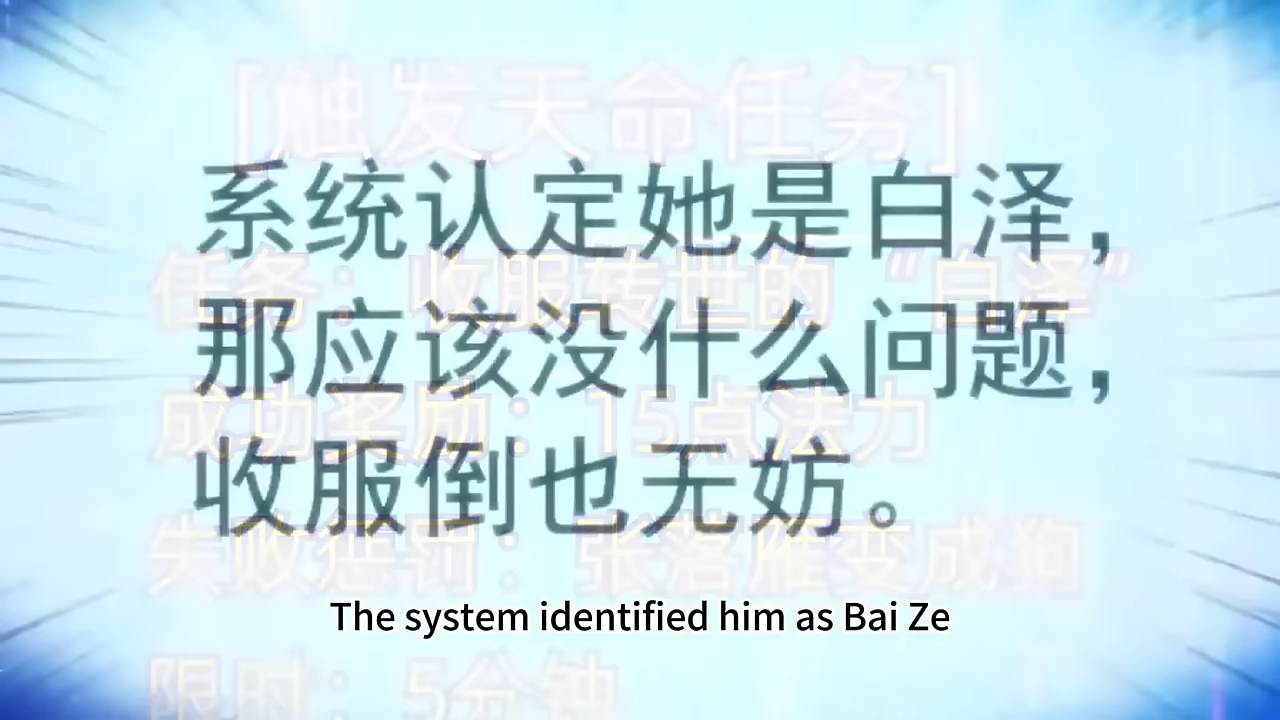 [触发天命任务]
系统认定她是白泽，
任务：收服转世的“白泽”
那应该没什么问题，
成功奖励：15点法力
收服倒也无妨。
失败惩罚：张落雁变成狗
The system identified him as Bai Ze
限时：5分钟